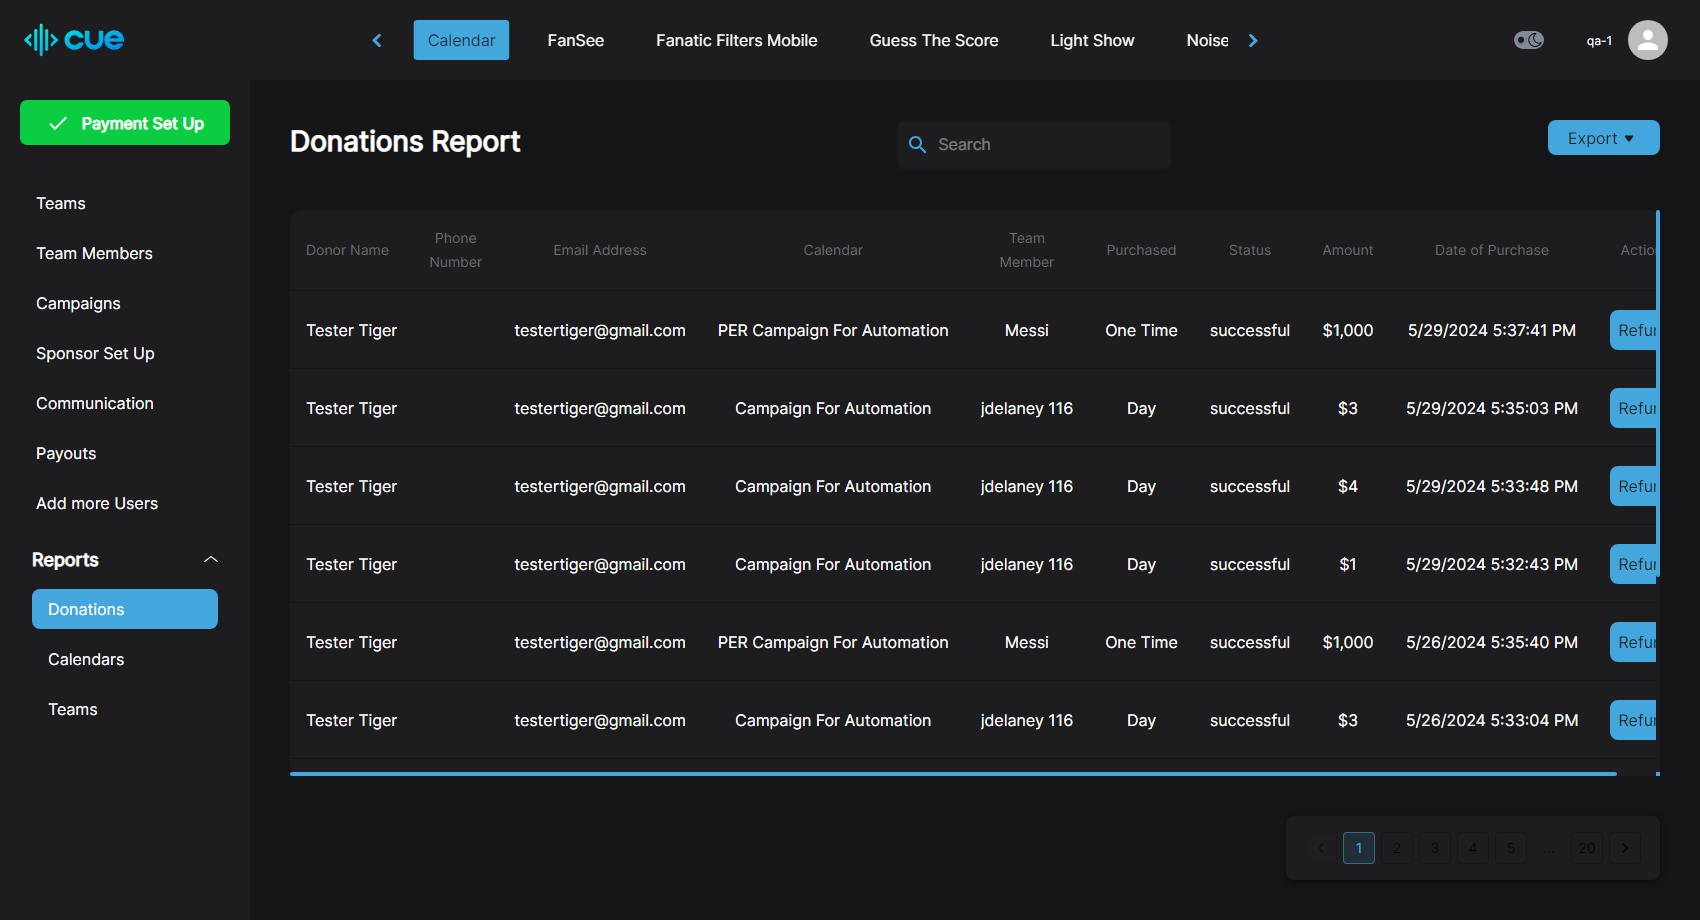 cue
Calendar FanSee Fanatic Filters Mobile Guess The Score Light Show Noise
qa-1
Payment Set Up
Teams
Team Members
Campaigns
Sponsor Set Up
Communication
Payouts
Add more Users
Reports
Donations
Calendars
Teams
Donations Report
Search
Export
Donor Name Phone Number Email Address Calendar Team Member Purchased Status Amount Date of Purchase Actio
Tester Tiger testertiger@gmail.com PER Campaign For Automation Messi One Time successful $1,000 5/29/2024 5:37:41 PM Refu
Tester Tiger testertiger@gmail.com Campaign For Automation jdelaney 116 Day successful $3 5/29/2024 5:35:03 PM Refu
Tester Tiger testertiger@gmail.com Campaign For Automation jdelaney 116 Day successful $4 5/29/2024 5:33:48 PM Refu
Tester Tiger testertiger@gmail.com Campaign For Automation jdelaney 116 Day successful $1 5/29/2024 5:32:43 PM Refu
Tester Tiger testertiger@gmail.com PER Campaign For Automation Messi One Time successful $1,000 5/26/2024 5:35:40 PM Refu
Tester Tiger testertiger@gmail.com Campaign For Automation jdelaney 116 Day successful $3 5/26/2024 5:33:04 PM Refu
1 2 3 4 5 ... 20